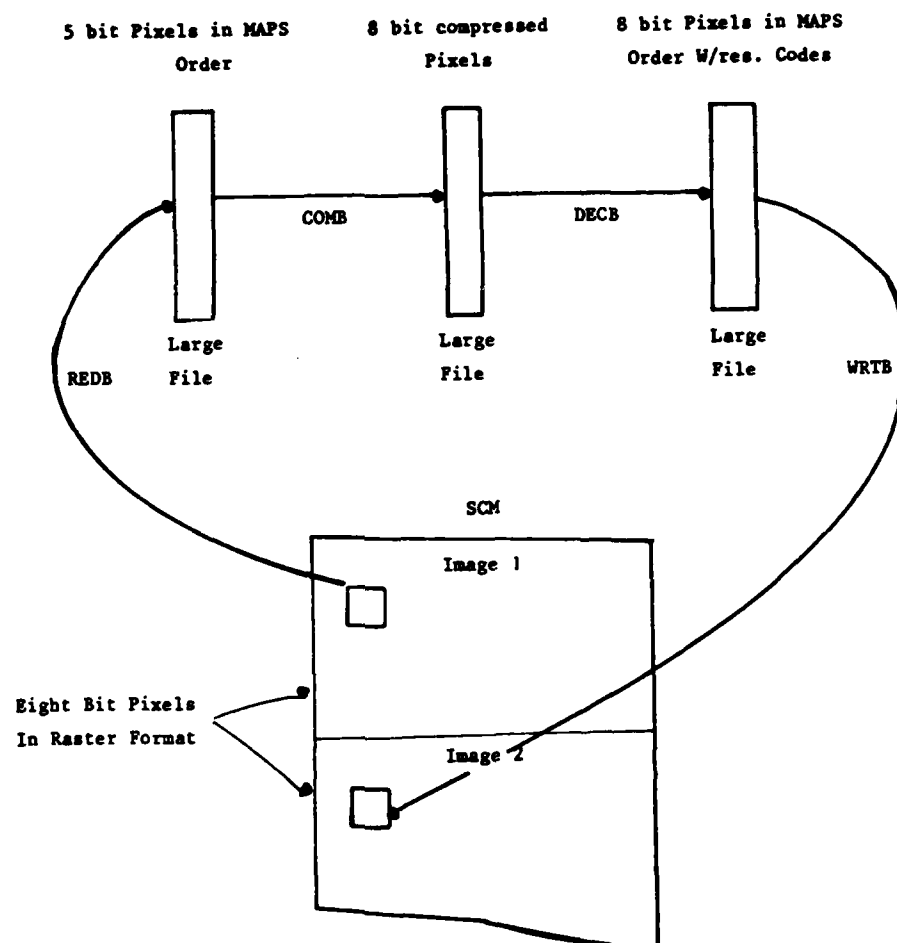 5 bit Pixels in MAPS
Order
8 bit compressed
Pixels
8 bit Pixels in MAPS
Order W/res. Codes
COMB
DECB
Large
File
Large
File
Large
File
REDB
WRTB
SCM
Image 1
Eight Bit Pixels
In Raster Format
Image 2